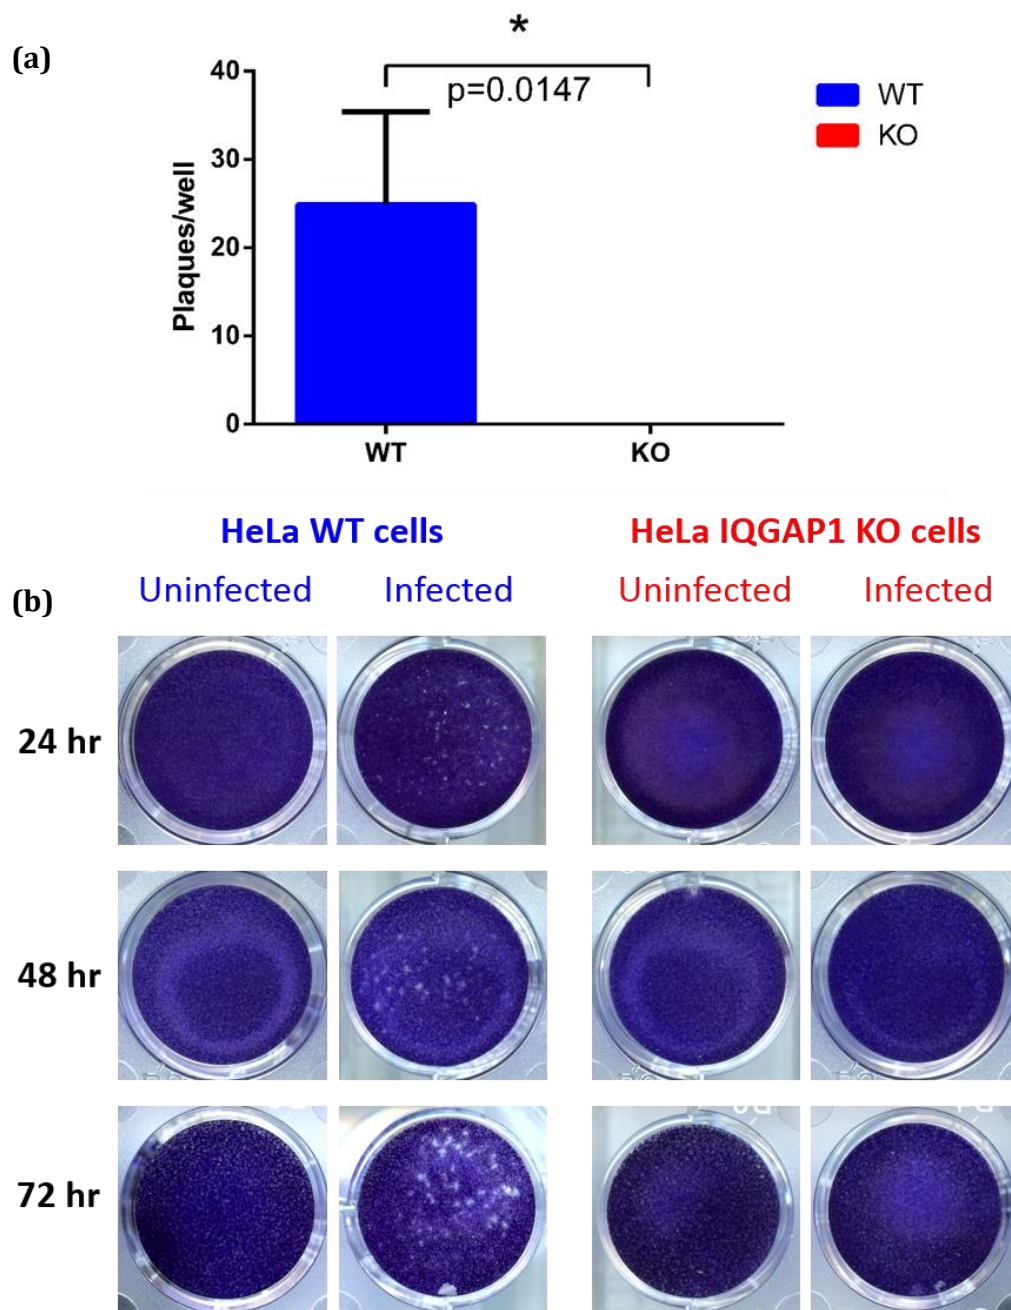 (a)
*
p=0.0147
40
30
20
10
0
Plaques/well
WT
KO
WT
KO
HeLa WT cells
HeLa IQGAP1 KO cells
(b)
Uninfected
Infected
Uninfected
Infected
24 hr
48 hr
72 hr